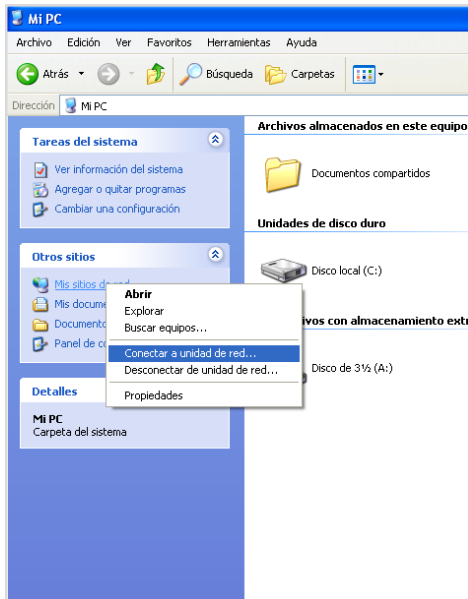 Mi PC
Archivo Edición Ver Favoritos Herramientas Ayuda
Atrás Búsqueda Carpetas
Dirección Mi PC
Tareas del sistema
Ver información del sistema
Agregar o quitar programas
Cambiar una configuración
Otros sitios
Mis sitios de red
Mis docume
Documento
Panel de co
Detalles
Mi PC
Carpeta del sistema
Archivos almacenados en este equipo
Documentos compartidos
Unidades de disco duro
Disco local (C:)
ivos con almacenamiento extr
Disco de 3½ (A:)
Abrir
Explorar
Buscar equipos...
Conectar a unidad de red...
Desconectar de unidad de red...
Propiedades